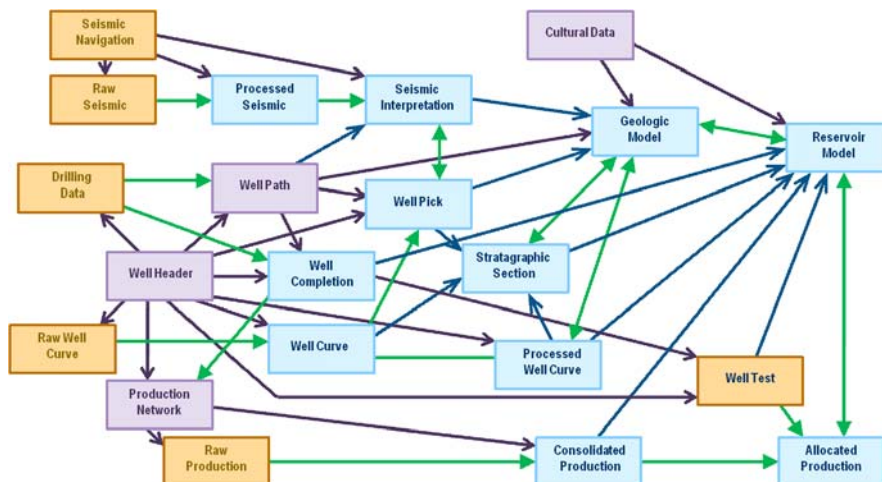 Seismic
Navigation
Cultural Data
Raw
Seismic
Processed
Seismic
Seismic
Interpretation
Geologic
Model
Reservoir
Model
Drilling
Data
Well Path
Well Pick
Well Header
Well
Completion
Stratagraphic
Section
Raw Well
Curve
Well Curve
Processed
Well Curve
Well Test
Production
Network
Raw
Production
Consolidated
Production
Allocated
Production